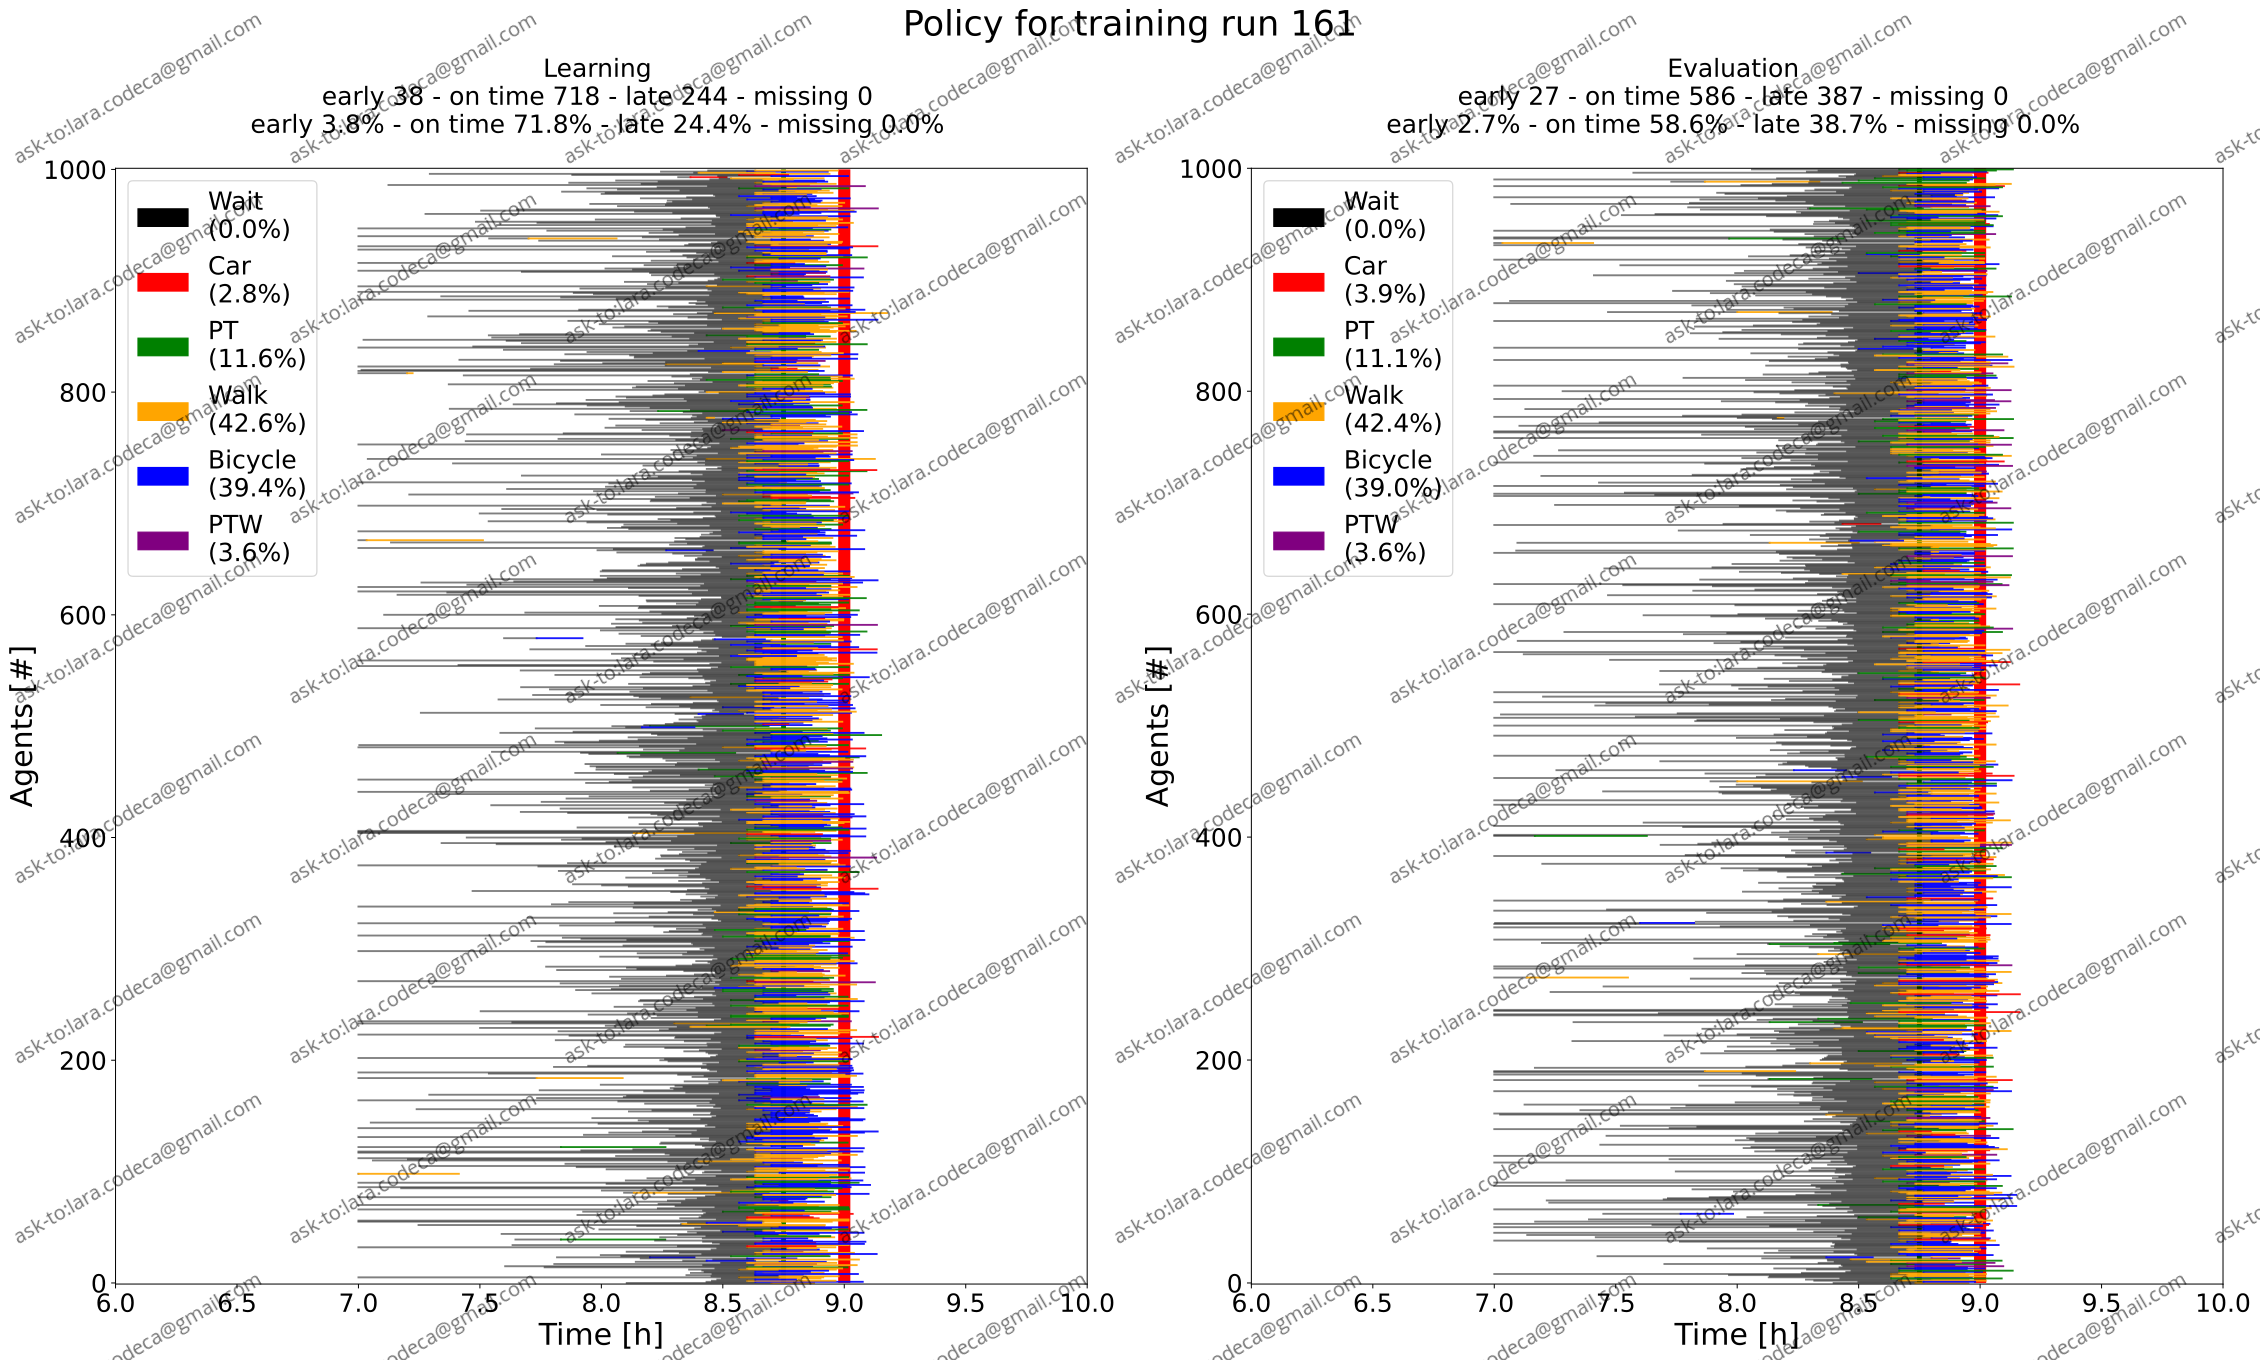 Policy for training run 161
Learning
early 38 - on time 718 - late 244 - missing 0
early 3.8% - on time 71.8% - late 24.4% - missing 0.0%
Agents [#]
1000
800
600
400
200
0
Wait
(0.0%)
Car
(2.8%)
PT
(11.6%)
Walk
(42.6%)
Bicycle
(39.4%)
PTW
(3.6%)
6.0 6.5 7.0 7.5 8.0 8.5 9.0 9.5 10.0
Time [h]
Evaluation
early 27 - on time 586 - late 387 - missing 0
early 2.7% - on time 58.6% - late 38.7% - missing 0.0%
Agents [#]
1000
800
600
400
200
0
Wait
(0.0%)
Car
(3.9%)
PT
(11.1%)
Walk
(42.4%)
Bicycle
(39.0%)
PTW
(3.6%)
6.0 6.5 7.0 7.5 8.0 8.5 9.0 9.5 10.0
Time [h]
ask-to:lara.codeca@gmail.com